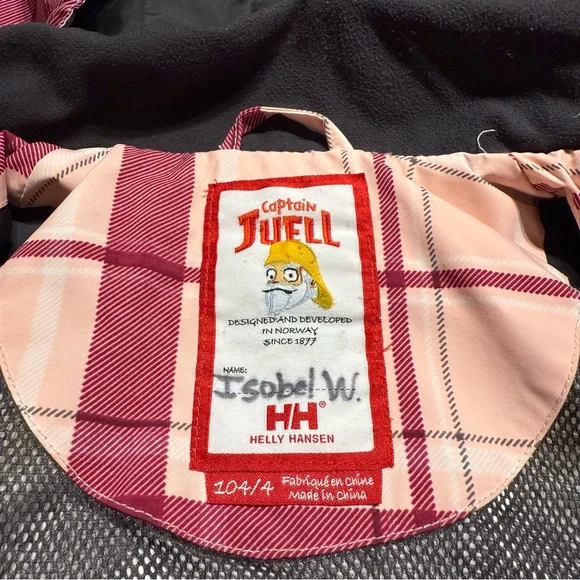 Captain
JUELL
DESIGNED AND DEVELOPED
IN NORWAY
SINCE 1877
NAME:
Isobel W.
HH®
HELLY HANSEN
104/4 Fabriqué en Chine
Made in China